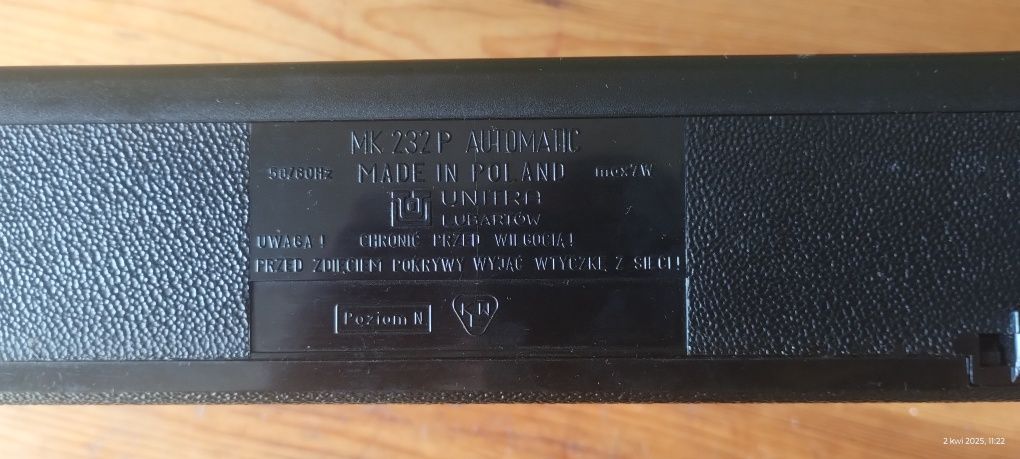 MK 232 P AUTOMATIC
50/60Hz MADE IN POLAND max7W
UNITRA
LUBARTÓW
UWAGA! CHRONIĆ PRZED WILGOCIĄ!
PRZED ZDJĘCIEM POKRYWY WYJĄĆ WTYCZKĘ Z SIECI!
Poziom N
2 kwi 2025, 11:22